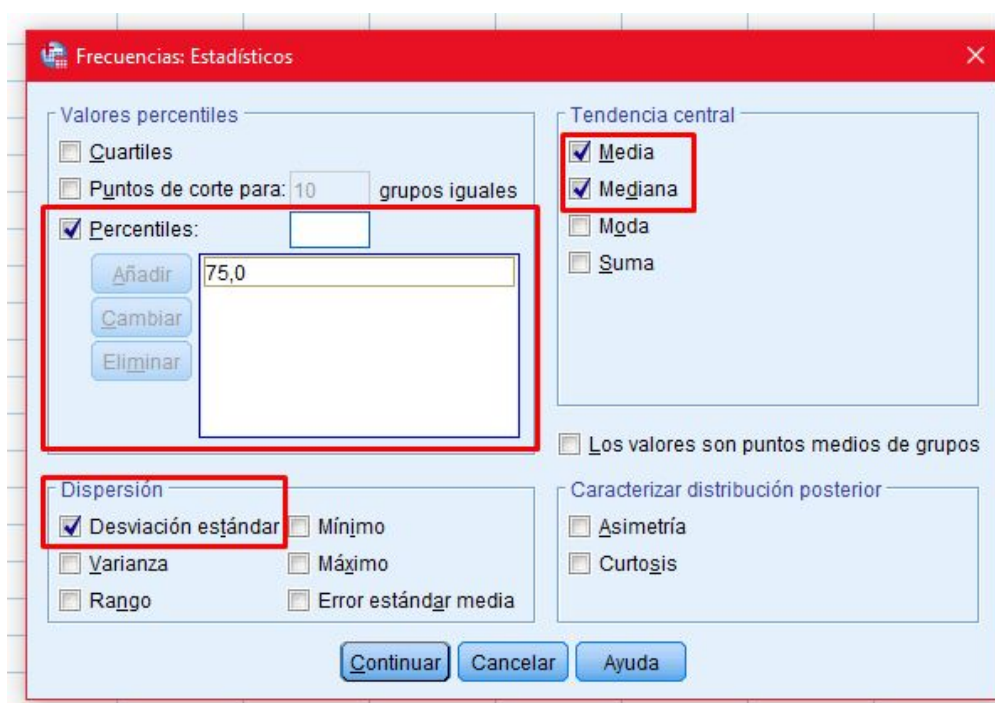 Frecuencias: Estadísticos
Valores percentiles
Cuartiles
Puntos de corte para: 10 grupos iguales
Percentiles:
Añadir
75,0
Cambiar
Eliminar
Tendencia central
Media
Mediana
Moda
Suma
Los valores son puntos medios de grupos
Dispersión
Desviación estándar Mínimo
Varianza Máximo
Rango Error estándar media
Caracterizar distribución posterior
Asimetría
Curtosis
Continuar Cancelar Ayuda